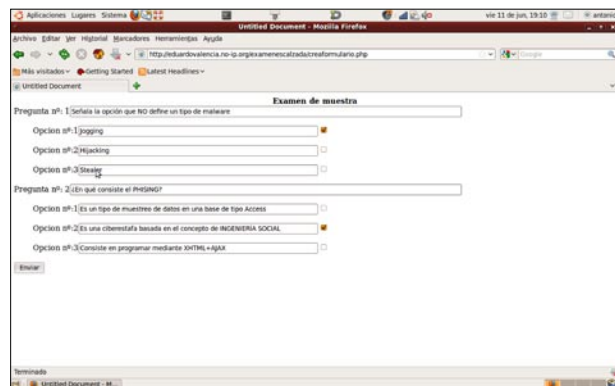 Aplicaciones Lugares Sistema vie 11 de jun, 19:10 antonio
Untitled Document - Mozilla Firefox
Archivo Editar Ver Historial Marcadores Herramientas Ayuda
http://eduardovalencia.no-ip.org/examenescalzada/creaformulario.php Google
Más visitados Getting Started Latest Headlines
Untitled Document
Examen de muestra
Pregunta nº: 1 Señala la opción que NO define un tipo de malware
Opcion nº:1 Jogging
Opcion nº:2 Hijacking
Opcion nº:3 Stealer
Pregunta nº: 2 ¿En qué consiste el PHISING?
Opcion nº:1 Es un tipo de muestreo de datos en una base de tipo Access
Opcion nº:2 Es una ciberestafa basada en el concepto de INGENIERÍA SOCIAL
Opcion nº:3 Consiste en programar mediante XHTML+AJAX
Enviar
Terminado
Untitled Document - M...